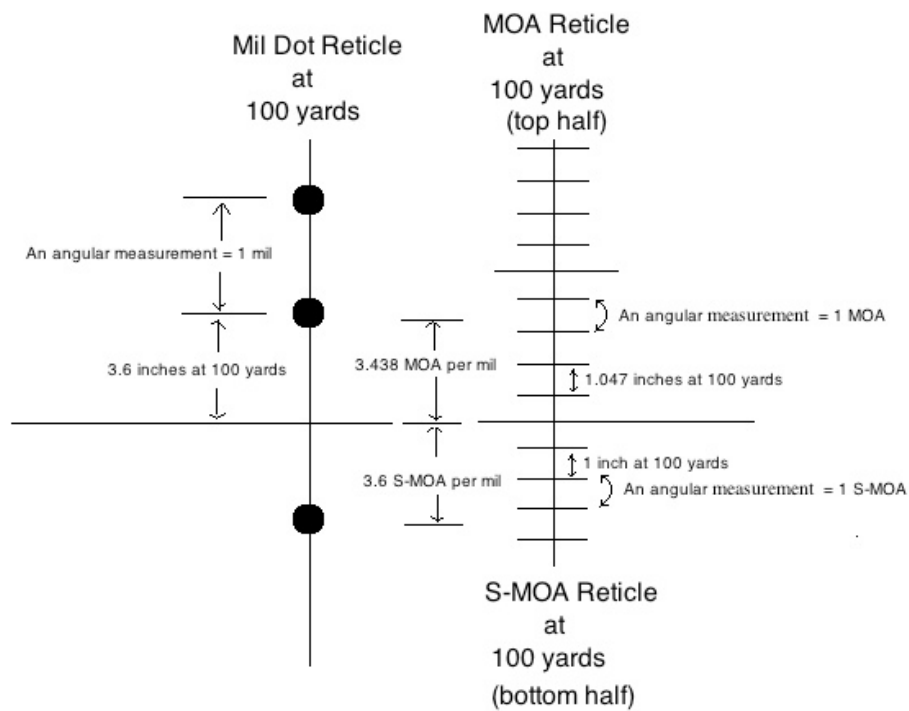 Mil Dot Reticle
at
100 yards
MOA Reticle
at
100 yards
(top half)
An angular measurement = 1 mil
3.6 inches at 100 yards
3.438 MOA per mil
3.6 S-MOA per mil
An angular measurement = 1 MOA
1.047 inches at 100 yards
1 inch at 100 yards
An angular measurement = 1 S-MOA
S-MOA Reticle
at
100 yards
(bottom half)